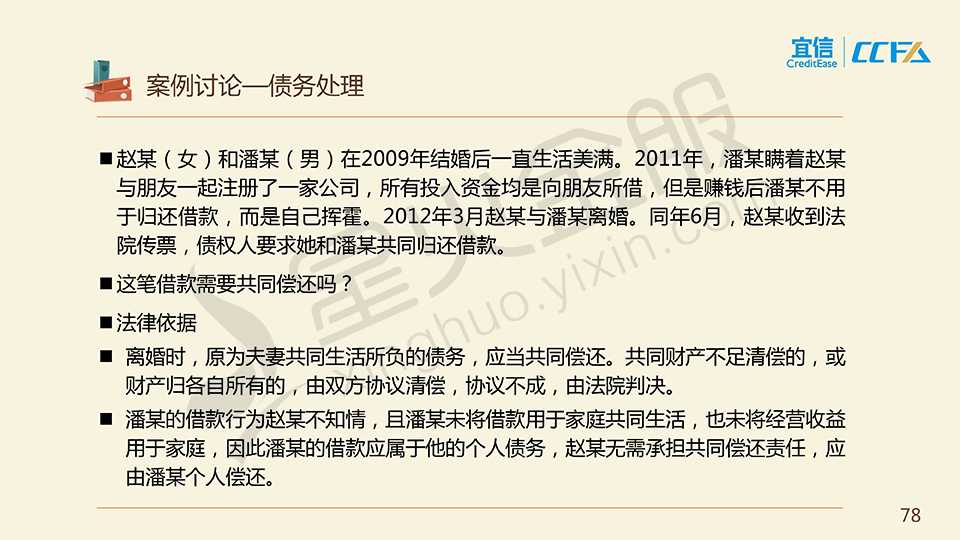 宜信
CreditEase
CCFA
案例讨论—债务处理
■赵某（女）和潘某（男）在2009年结婚后一直生活美满。2011年，潘某瞒着赵某
与朋友一起注册了一家公司，所有投入资金均是向朋友所借，但是赚钱后潘某不用
于归还借款，而是自己挥霍。2012年3月赵某与潘某离婚。同年6月，赵某收到法
院传票，债权人要求她和潘某共同归还借款。
■这笔借款需要共同偿还吗？
■法律依据
■ 离婚时，原为夫妻共同生活所负的债务，应当共同偿还。共同财产不足清偿的，或
财产归各自所有的，由双方协议清偿，协议不成，由法院判决。
■ 潘某的借款行为赵某不知情，且潘某未将借款用于家庭共同生活，也未将经营收益
用于家庭，因此潘某的借款应属于他的个人债务，赵某无需承担共同偿还责任，应
由潘某个人偿还。
星火金服
xinghuo.yixin.com
78